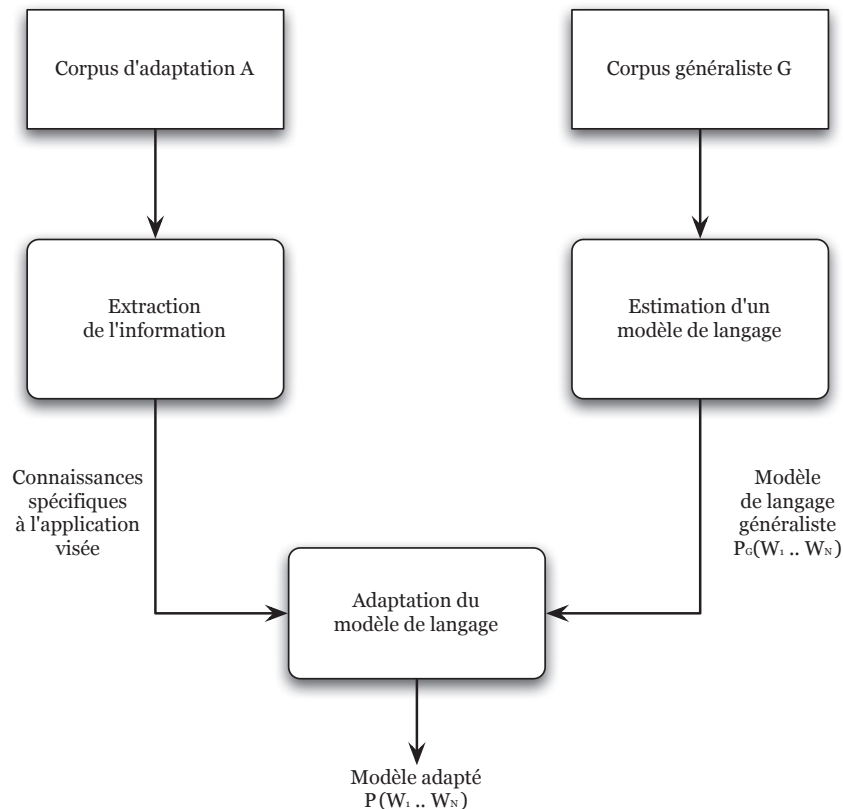 Corpus d'adaptation A
Corpus généraliste G
Extraction
de l'information
Estimation d'un
modèle de langage
Connaissances
spécifiques
à l'application
visée
Modèle
de langage
généraliste
PG(W1 .. WN)
Adaptation du
modèle de langage
Modèle adapté
P(W1 .. WN)